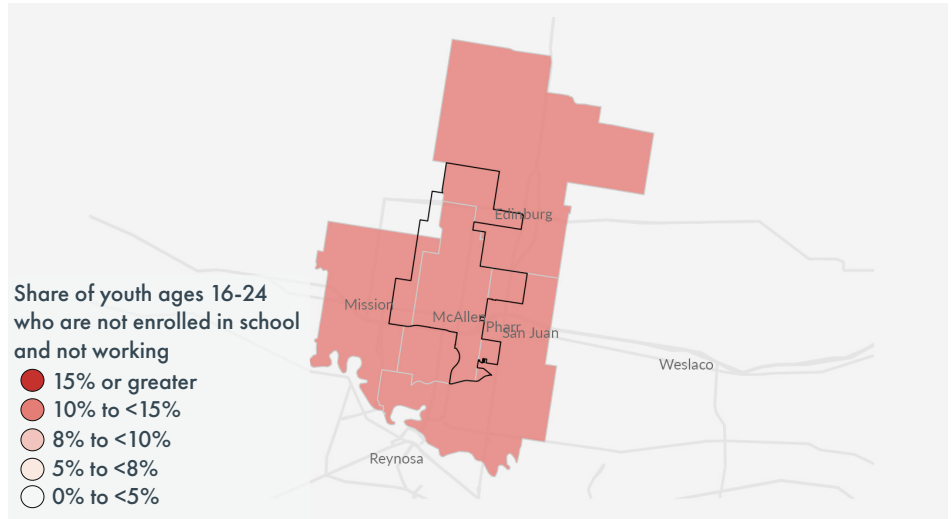 Edinburg
Mission
McAllen
Pharr
San Juan
Weslaco
Reynosa
Share of youth ages 16-24
who are not enrolled in school
and not working
15% or greater
10% to <15%
8% to <10%
5% to <8%
0% to <5%